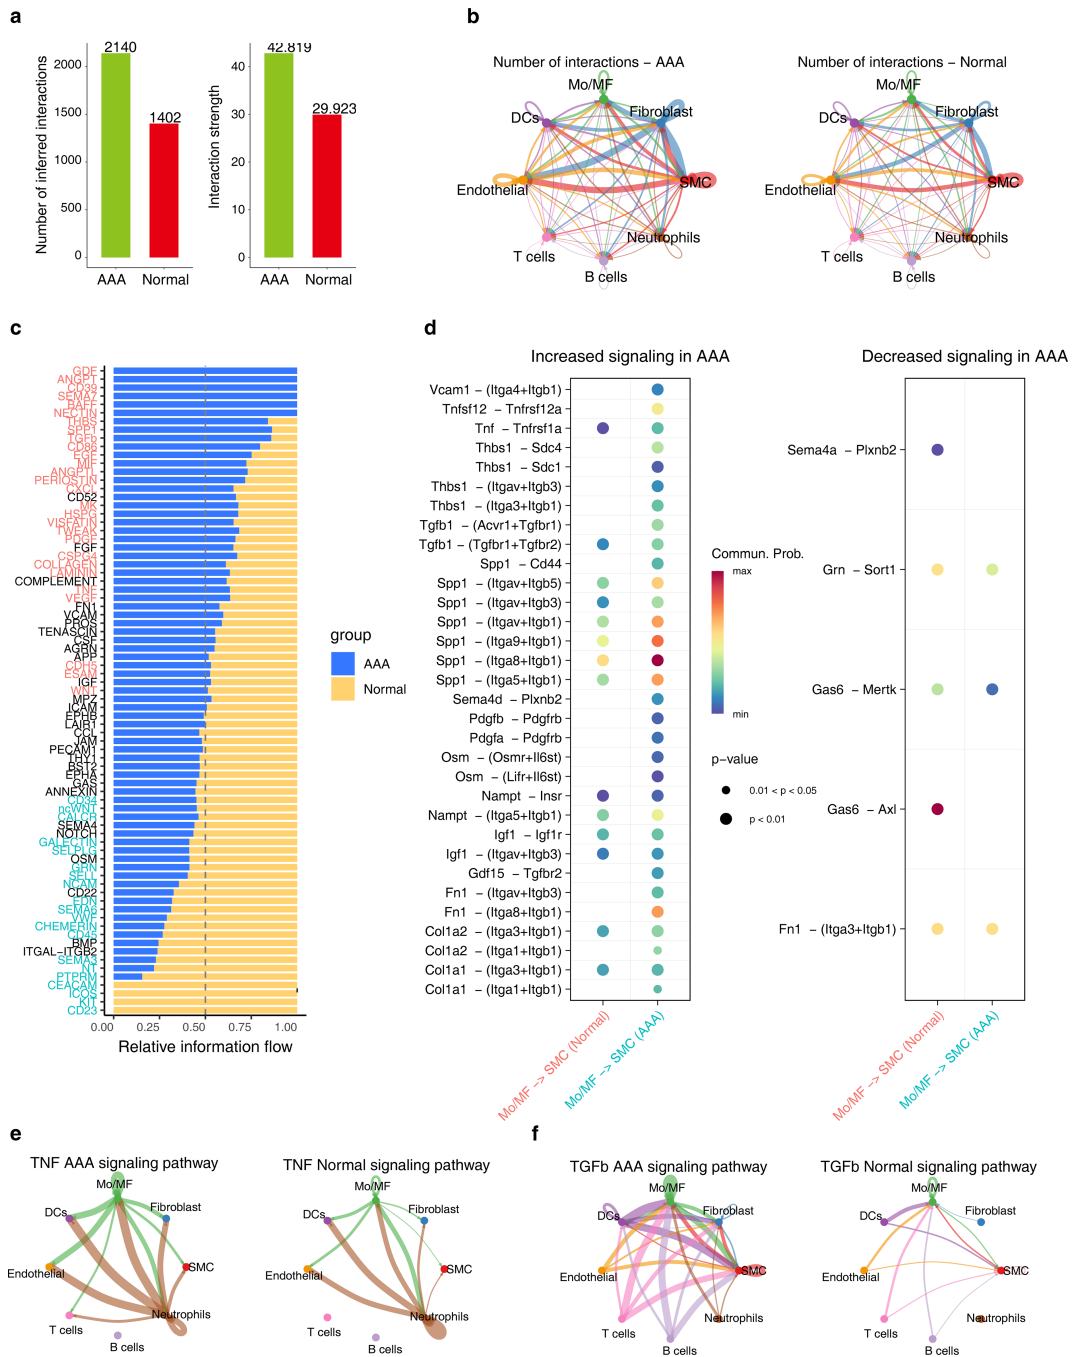 a
Number of inferred interactions
2140
1402
2000
1500
1000
500
0
AAA
Normal
Interaction strength
42.819
29.923
40
30
20
10
0
AAA
Normal
b
Number of interactions − AAA
Mo/MF
Fibroblast
DCs
SMC
Endothelial
Neutrophils
T cells
B cells
Number of interactions − Normal
Mo/MF
Fibroblast
DCs
SMC
Endothelial
Neutrophils
T cells
B cells
c
GDF
ANGPT
CD39
SEMA7
BAFF
NECTIN
THBS
SPP1
TGFb
CD86
EGF
MIF
ANGPTL
PERIOSTIN
CXCL
CD52
MK
HSPG
VISFATIN
TWEAK
PDGF
FGF
CSPG4
COLLAGEN
LAMININ
COMPLEMENT
TNF
VEGF
FN1
VCAM
PROS
TENASCIN
CSF
AGRN
APP
CDH5
ESAM
IGF
WNT
MPZ
ICAM
EPHB
LAIR1
CCL
JAM
PECAM1
THY1
BST2
EPHA
GAS
ANNEXIN
CD34
ncWNT
CALCR
SEMA4
NOTCH
GALECTIN
SELPLG
OSM
GRN
SELL
NCAM
CD22
EDN
SEMA6
VWF
CHEMERIN
CD45
BMP
ITGAL−ITGB2
SEMA3
NT
PTPRM
CEACAM
ICOS
KIT
CD23
0.00
0.25
0.50
0.75
1.00
Relative information flow
group
AAA
Normal
d
Increased signaling in AAA
Vcam1 − (Itga4+Itgb1)
Tnfsf12 − Tnfrsf12a
Tnf − Tnfrsf1a
Thbs1 − Sdc4
Thbs1 − Sdc1
Thbs1 − (Itgav+Itgb3)
Thbs1 − (Itga3+Itgb1)
Tgfb1 − (Acvr1+Tgfbr1)
Tgfb1 − (Tgfbr1+Tgfbr2)
Spp1 − Cd44
Spp1 − (Itgav+Itgb5)
Spp1 − (Itgav+Itgb3)
Spp1 − (Itgav+Itgb1)
Spp1 − (Itga9+Itgb1)
Spp1 − (Itga8+Itgb1)
Spp1 − (Itga5+Itgb1)
Sema4d − Plxnb2
Pdgfb − Pdgfrb
Pdgfa − Pdgfrb
Osm − (Osmr+Il6st)
Osm − (Lifr+Il6st)
Nampt − Insr
Nampt − (Itga5+Itgb1)
Igf1 − Igf1r
Igf1 − (Itgav+Itgb3)
Gdf15 − Tgfbr2
Fn1 − (Itgav+Itgb3)
Fn1 − (Itga8+Itgb1)
Col1a2 − (Itga3+Itgb1)
Col1a2 − (Itga1+Itgb1)
Col1a1 − (Itga3+Itgb1)
Col1a1 − (Itga1+Itgb1)
Mo/MF −> SMC (Normal)
Mo/MF −> SMC (AAA)
Commun. Prob.
max
min
p−value
0.01 < p < 0.05
p < 0.01
Decreased signaling in AAA
Sema4a − Plxnb2
Grn − Sort1
Gas6 − Mertk
Gas6 − Axl
Fn1 − (Itga3+Itgb1)
Mo/MF −> SMC (Normal)
Mo/MF −> SMC (AAA)
e
TNF AAA signaling pathway
Mo/MF
Fibroblast
DCs
SMC
Endothelial
Neutrophils
T cells
B cells
TNF Normal signaling pathway
Mo/MF
Fibroblast
DCs
SMC
Endothelial
Neutrophils
T cells
B cells
f
TGFb AAA signaling pathway
Mo/MF
Fibroblast
DCs
SMC
Endothelial
Neutrophils
T cells
B cells
TGFb Normal signaling pathway
Mo/MF
Fibroblast
DCs
SMC
Endothelial
Neutrophils
T cells
B cells